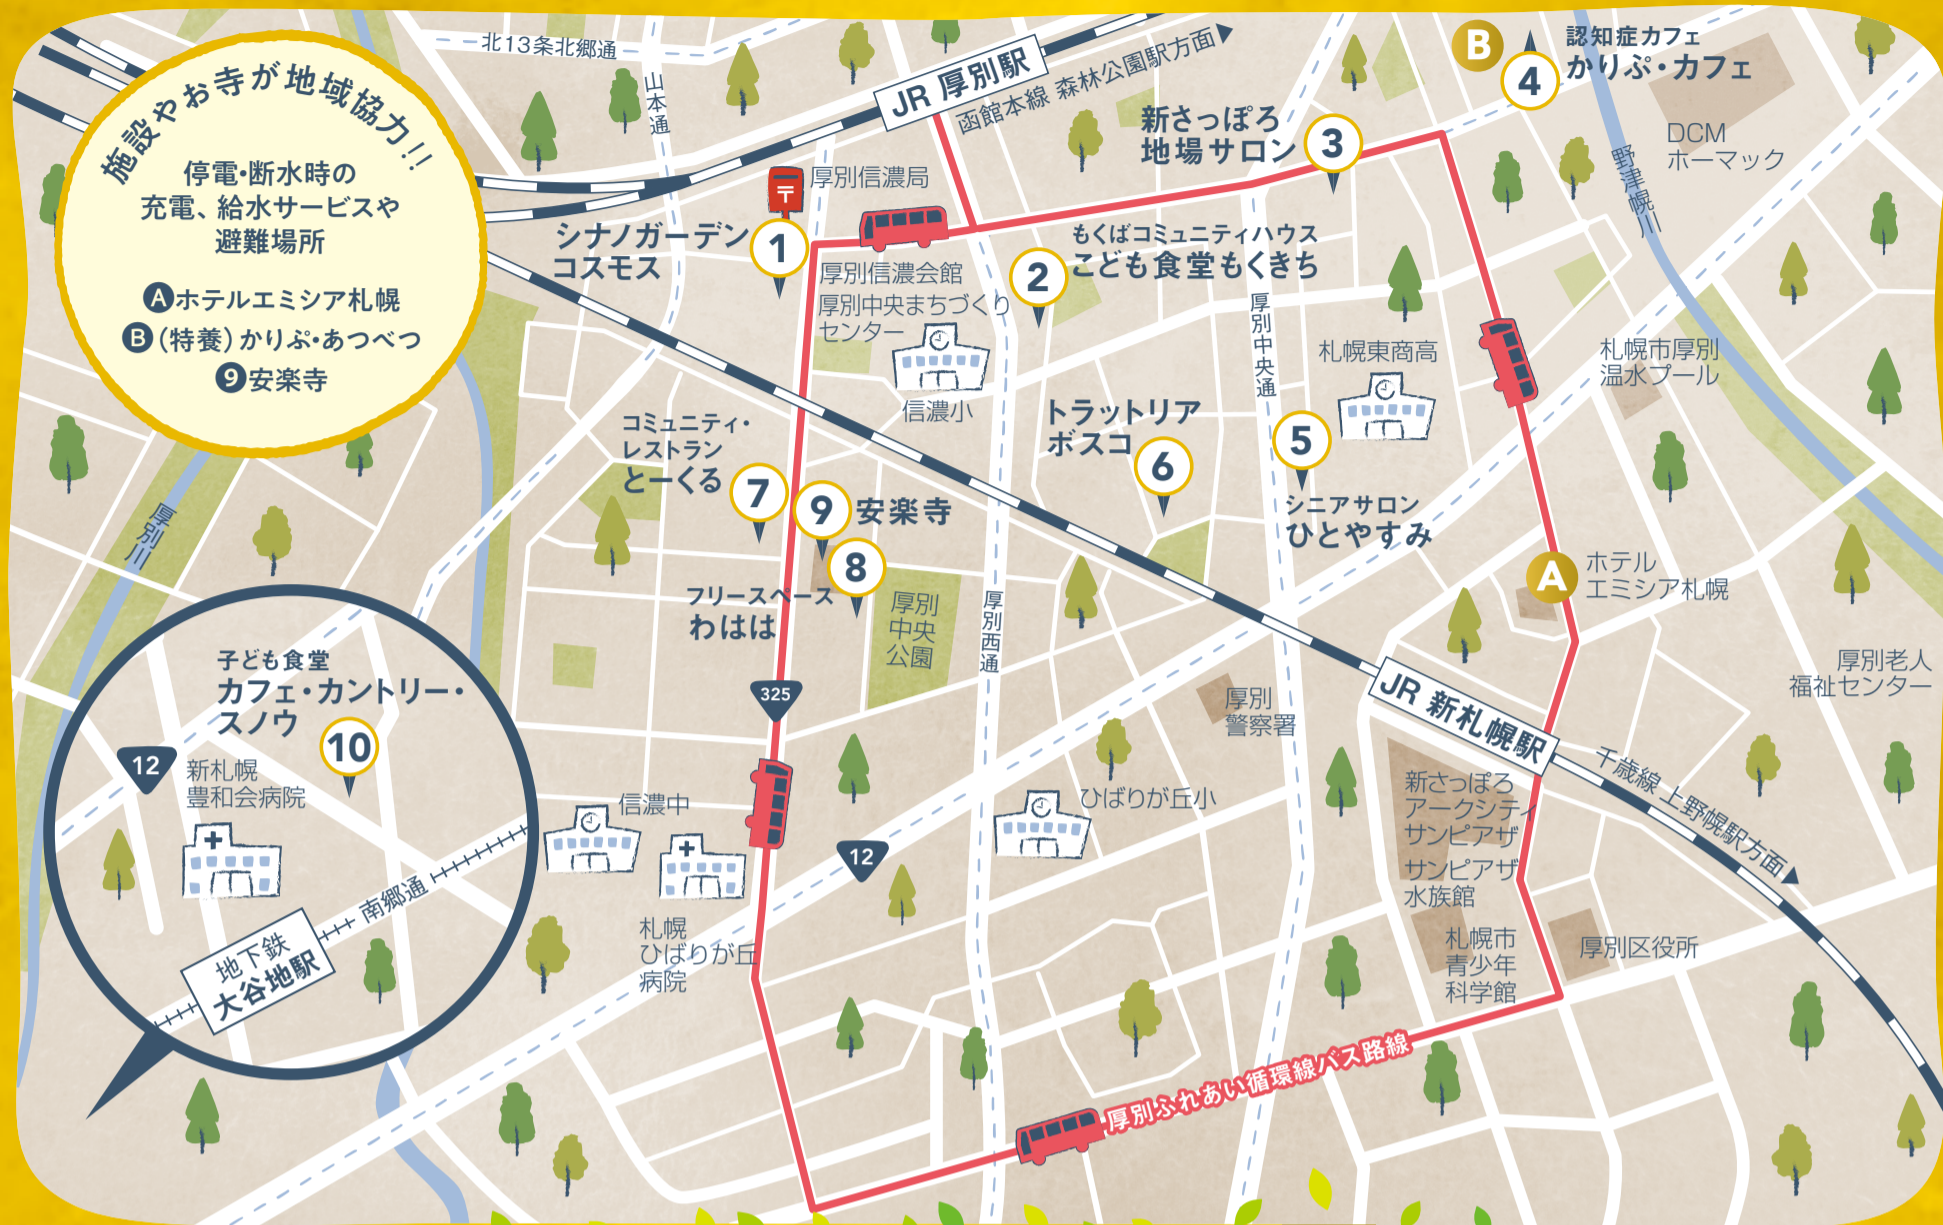 施設やお寺が地域協力!!
停電・断水時の
充電、給水サービスや
避難場所
Aホテルエミシア札幌
B(特養)かりぷ・あつべつ
9安楽寺
北13条北郷通
山本通
JR 厚別駅
函館本線 森林公園駅方面
B
4
認知症カフェ
かりぷ・カフェ
DCM
ホーマック
野津幌川
新さっぽろ
地場サロン
3
厚別信濃局
シナノガーデン
コスモス
1
厚別信濃会館
厚別中央まちづくり
センター
信濃小
2
もくばコミュニティハウス
こども食堂もくきち
厚別中央通
札幌東商高
札幌市厚別
温水プール
コミュニティ・
レストラン
とーくる
7
9
安楽寺
8
トラットリア
ボスコ
6
5
シニアサロン
ひとやすみ
厚別川
フリースペース
わはは
厚別
中央
公園
厚別西通
A
ホテル
エミシア札幌
厚別老人
福祉センター
325
厚別
警察署
JR 新札幌駅
千歳線 上野幌駅方面
子ども食堂
カフェ・カントリー・
スノウ
10
12
新札幌
豊和会病院
南郷通
地下鉄
大谷地駅
信濃中
札幌
ひばりが丘
病院
12
ひばりが丘小
新さっぽろ
アークシティ
サンピアザ
サンピアザ
水族館
札幌市
青少年
科学館
厚別区役所
厚別ふれあい循環線バス路線